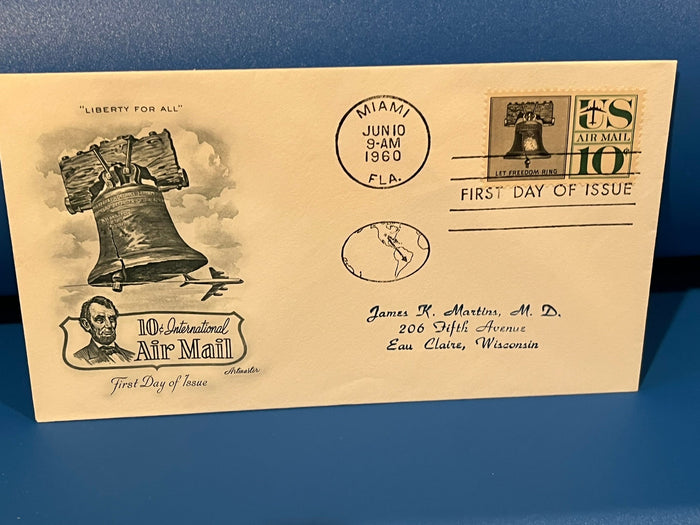 "LIBERTY FOR ALL"
10¢ International
Air Mail
First Day of Issue
Artmaster
MIAMI
JUN 10
9-AM
1960
FLA.
LET FREEDOM RING
US
AIR MAIL
10¢
FIRST DAY OF ISSUE
James K. Martins, M. D.
206 Fifth Avenue
Eau Claire, Wisconsin